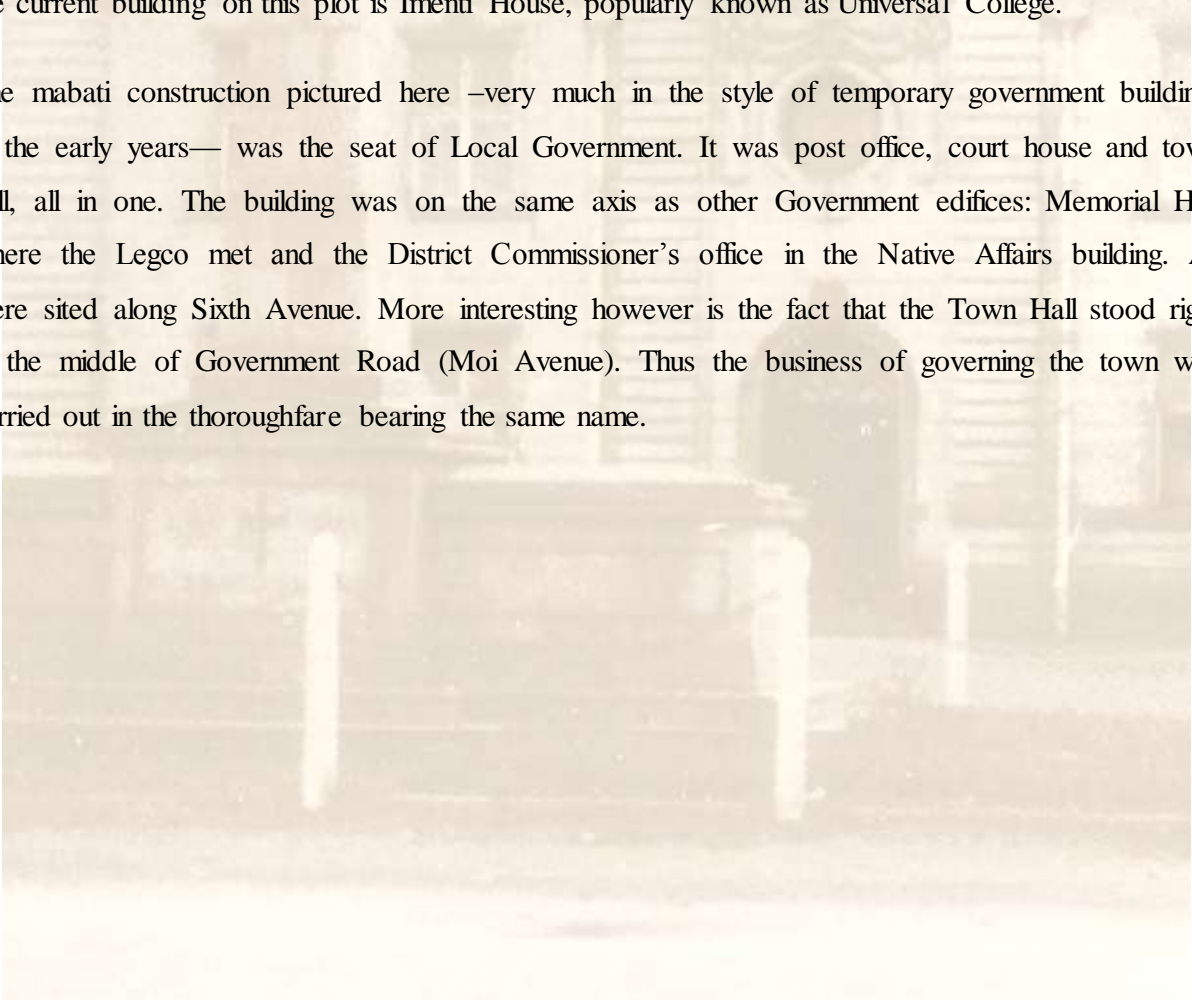 e current building on this plot is Imenti House, popularly known as Universal College.
e mabati construction pictured here –very much in the style of temporary government buildin
the early years— was the seat of Local Government. It was post office, court house and tow
ll, all in one. The building was on the same axis as other Government edifices: Memorial H
here the Legco met and the District Commissioner’s office in the Native Affairs building. A
ere sited along Sixth Avenue. More interesting however is the fact that the Town Hall stood rig
the middle of Government Road (Moi Avenue). Thus the business of governing the town w
rried out in the thoroughfare bearing the same name.